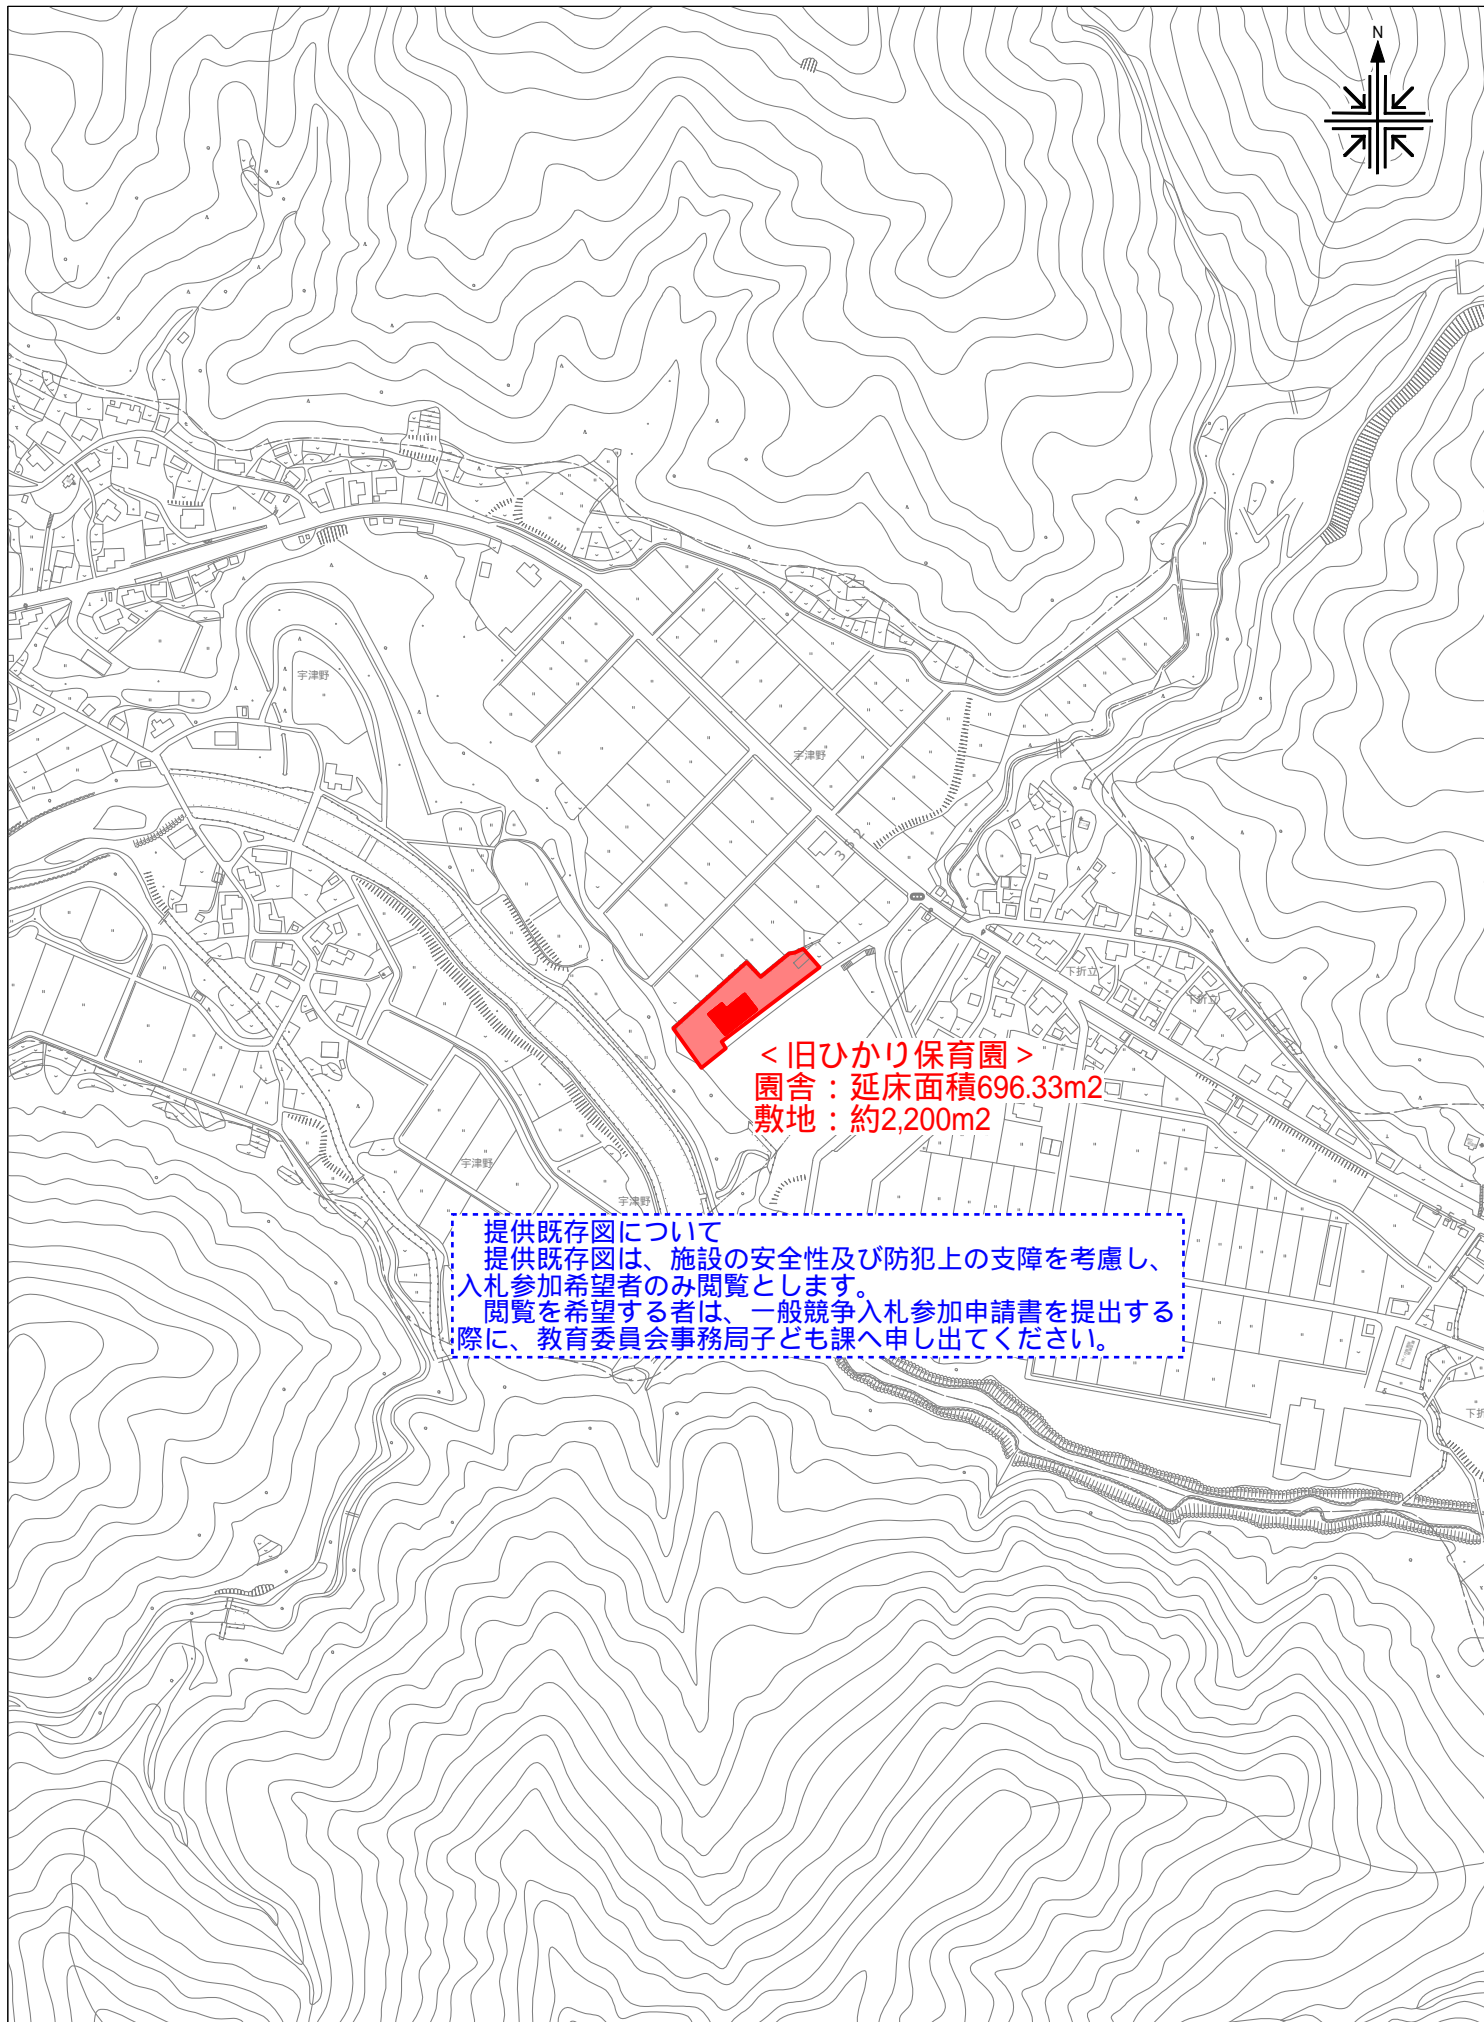 N
宇津野
宇津野
352
下折立
下折立
＜旧ひかり保育園＞
園舎：延床面積696.33m2
敷地：約2,200m2
宇津野
宇津野
352
提供既存図について
提供既存図は、施設の安全性及び防犯上の支障を考慮し、
入札参加希望者のみ閲覧とします。
閲覧を希望する者は、一般競争入札参加申請書を提出する
際に、教育委員会事務局子ども課へ申し出てください。
下折